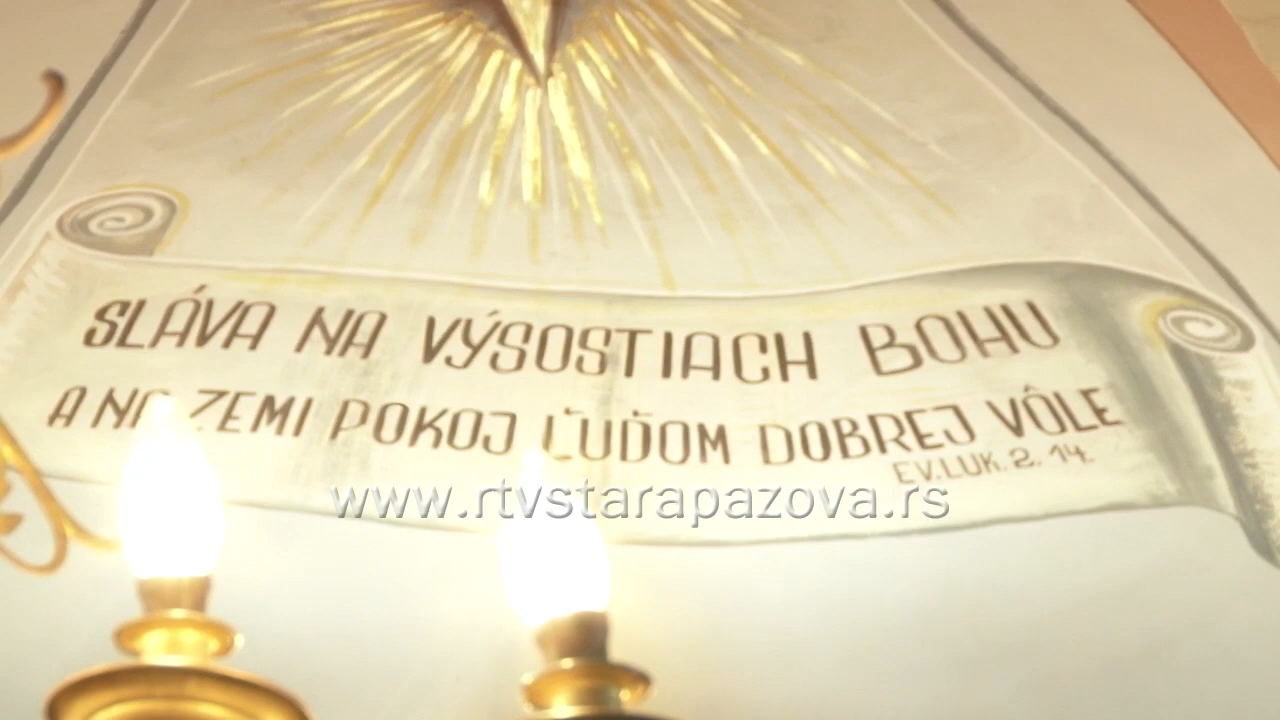 SLÁVA NA VÝSOSTIACH BOHU
A NA ZEMI POKOJ ĽUĎOM DOBREJ VÔLE
EV. LUK. 2. 14.
www.rtvstarapazova.rs